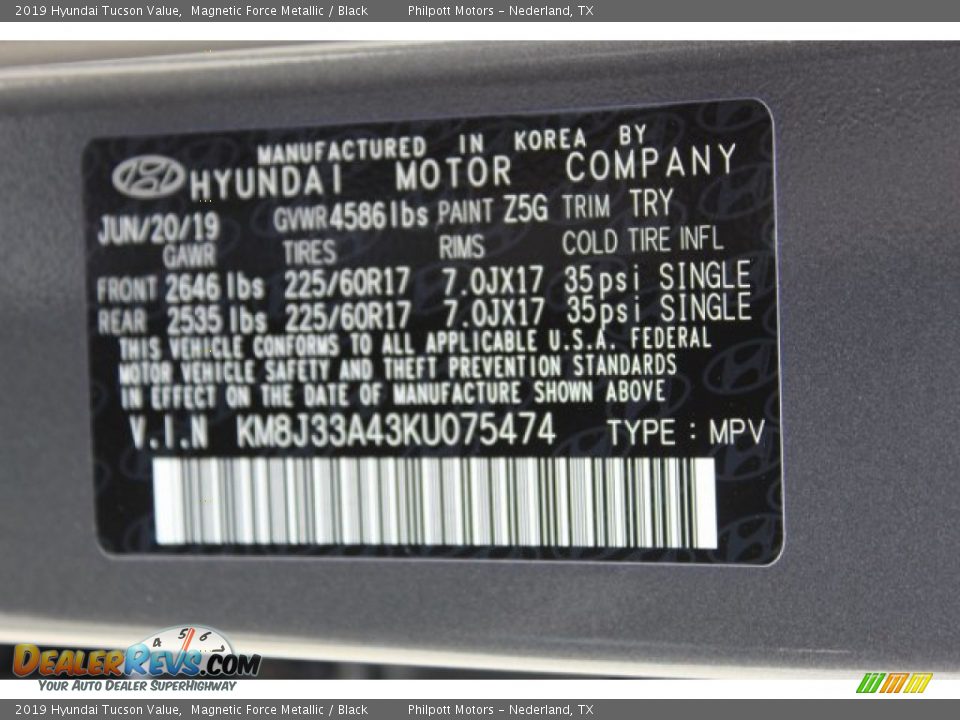 2019 Hyundai Tucson Value,  Magnetic Force Metallic / Black  Philpott Motors - Nederland, TX
MANUFACTURED IN KOREA BY
HYUNDAI MOTOR COMPANY
JUN/20/19 GVWR 4586 lbs PAINT Z5G TRIM TRY
GAWR TIRES RIMS COLD TIRE INFL
FRONT 2646 lbs 225/60R17 7.0JX17 35psi SINGLE
REAR 2535 lbs 225/60R17 7.0JX17 35psi SINGLE
THIS VEHICLE CONFORMS TO ALL APPLICABLE U.S.A. FEDERAL
MOTOR VEHICLE SAFETY AND THEFT PREVENTION STANDARDS
IN EFFECT ON THE DATE OF MANUFACTURE SHOWN ABOVE
V.I.N KM8J33A43KU075474 TYPE : MPV
4 5 6 7
DEALERREVS.COM
YOUR AUTO DEALER SUPERHIGHWAY
2019 Hyundai Tucson Value,  Magnetic Force Metallic / Black  Philpott Motors - Nederland, TX